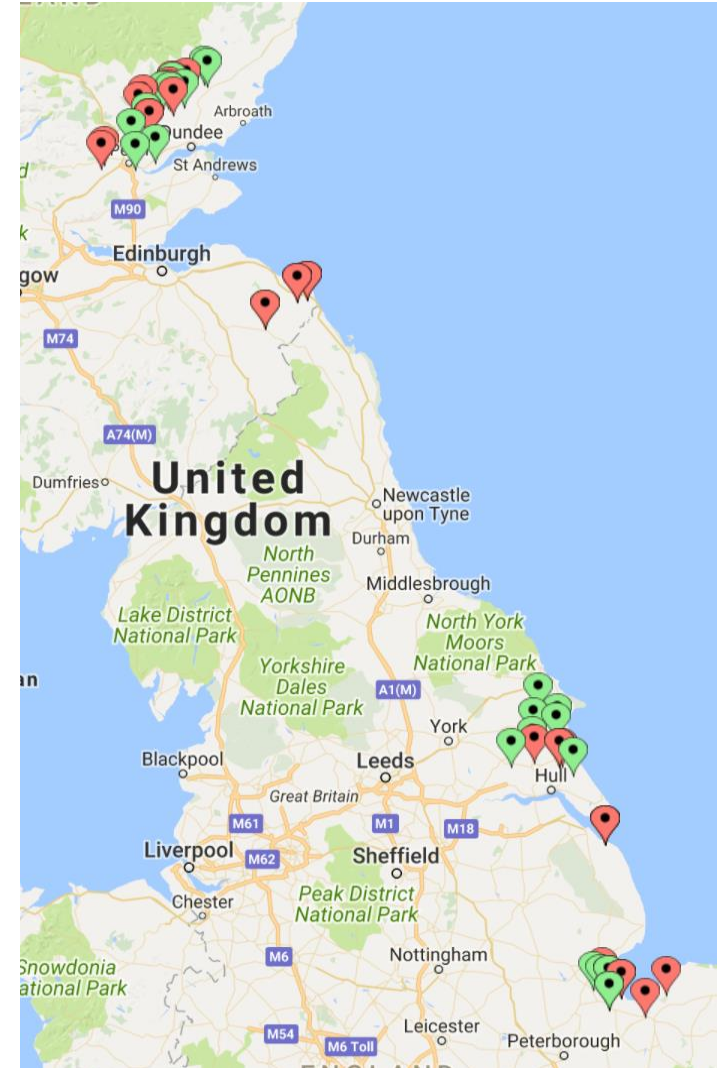 Arbroath
Dundee
St Andrews
M90
Edinburgh
gow
M74
A74(M)
Dumfries
United
Kingdom
Newcastle
upon Tyne
Durham
North
Pennines
AONB
Middlesbrough
Lake District
National Park
North York
Moors
National Park
an
Yorkshire
Dales
National Park
A1(M)
York
Blackpool
Leeds
Hull
Great Britain
M61
M1
M18
Liverpool
M62
Sheffield
Chester
Peak District
National Park
M6
Nottingham
Snowdonia
ational Park
M54
M6 Toll
Leicester
Peterborough